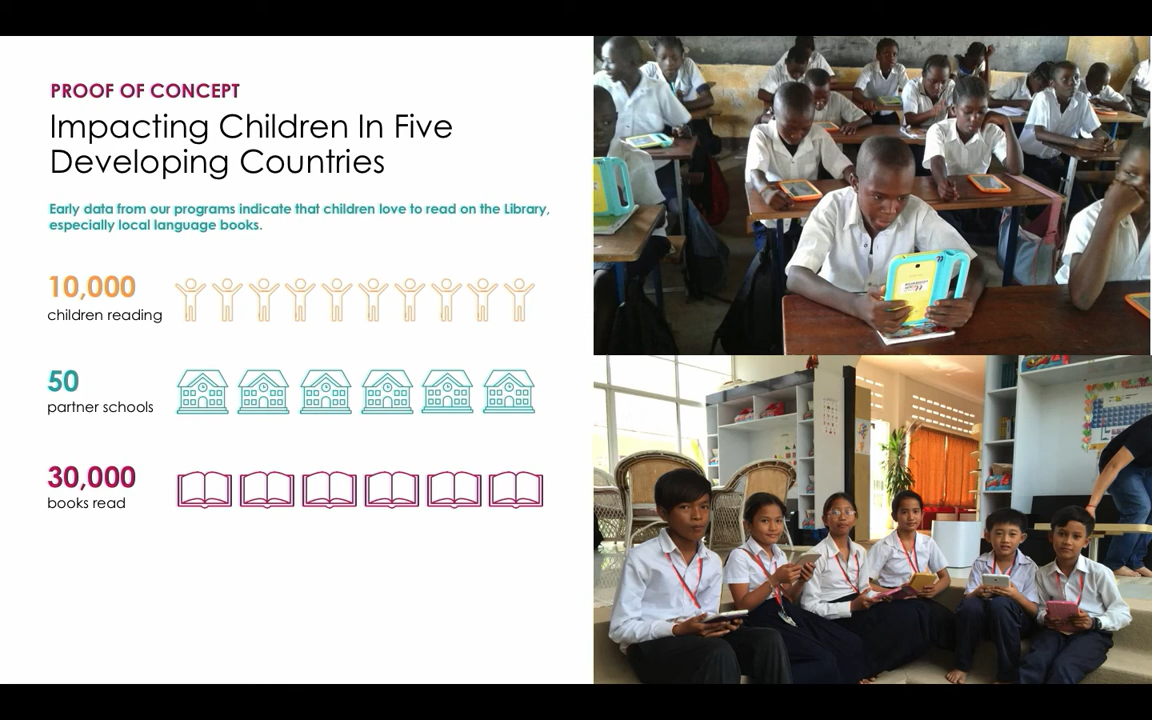 PROOF OF CONCEPT
Impacting Children In Five
Developing Countries
Early data from our programs indicate that children love to read on the Library,
especially local language books.
10,000
children reading
50
partner schools
30,000
books read